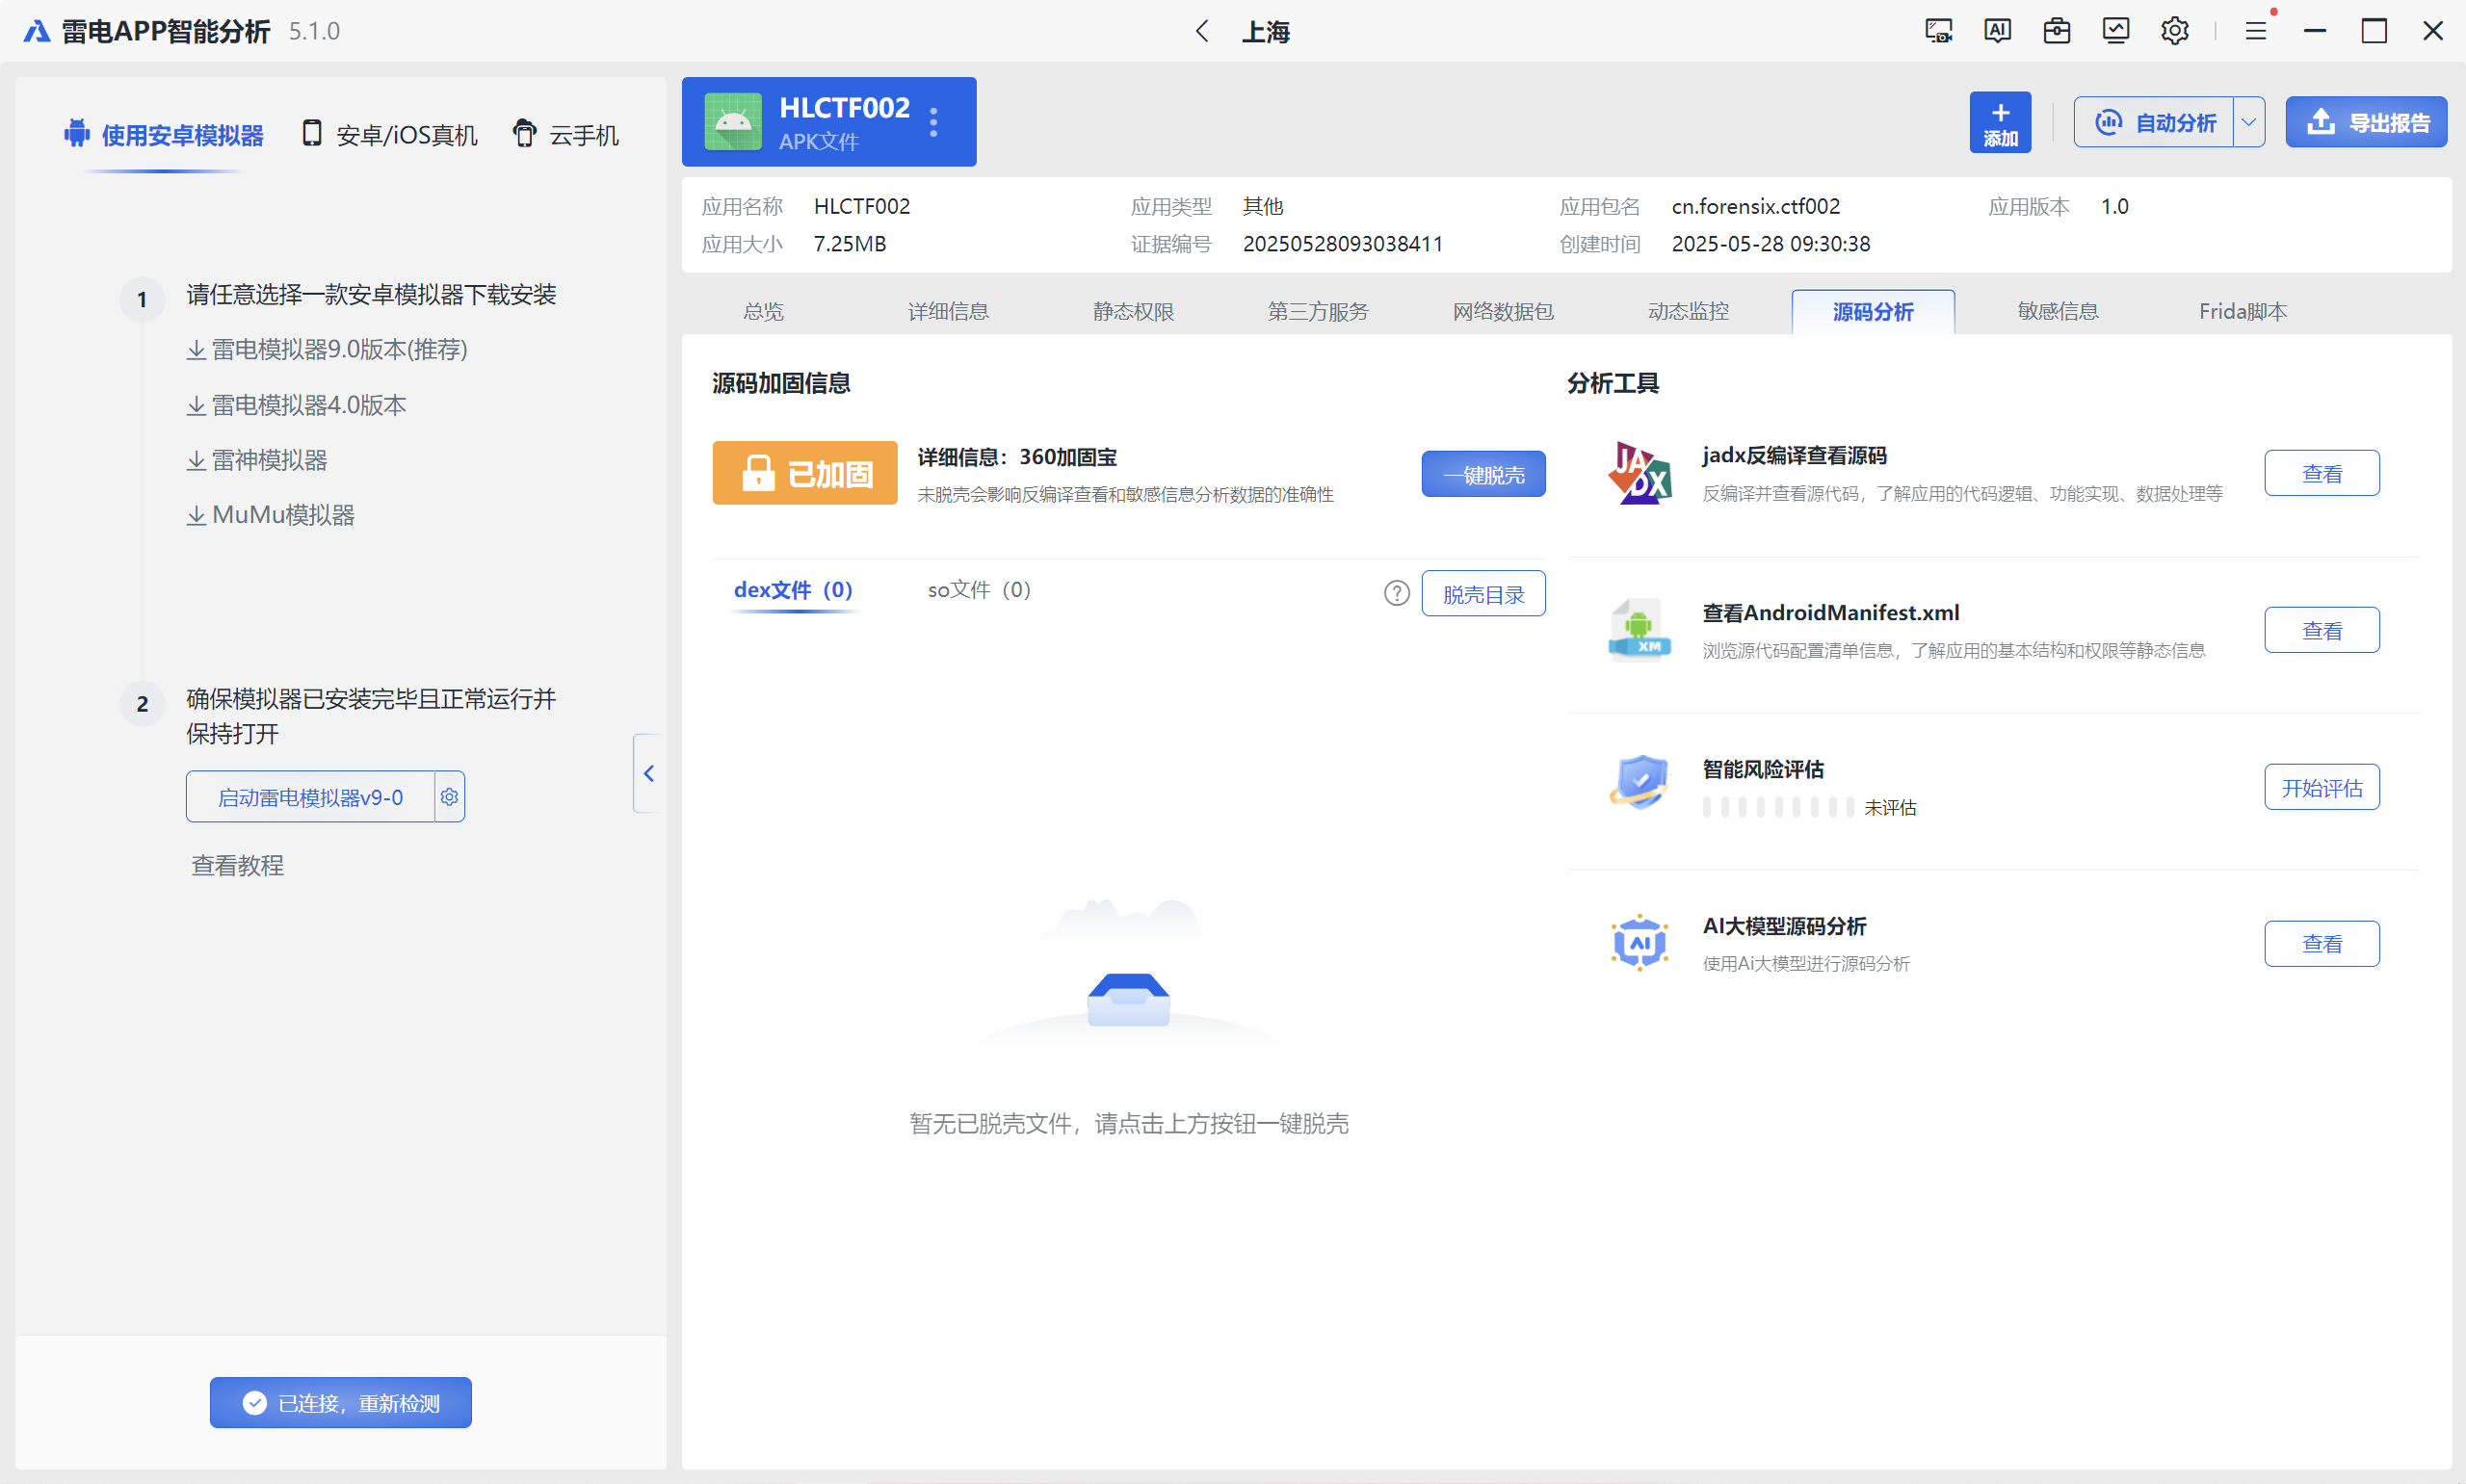 雷电APP智能分析 5.1.0
上海
AI
使用安卓模拟器
安卓/iOS真机
云手机
1
请任意选择一款安卓模拟器下载安装
雷电模拟器9.0版本(推荐)
雷电模拟器4.0版本
雷神模拟器
MuMu模拟器
2
确保模拟器已安装完毕且正常运行并
保持打开
启动雷电模拟器v9-0
查看教程
已连接，重新检测
HLCTF002
APK文件
添加
自动分析
导出报告
应用名称 HLCTF002 应用类型 其他 应用包名 cn.forensix.ctf002 应用版本 1.0
应用大小 7.25MB 证据编号 20250528093038411 创建时间 2025-05-28 09:30:38
总览 详细信息 静态权限 第三方服务 网络数据包 动态监控 源码分析 敏感信息 Frida脚本
源码加固信息
已加固
详细信息：360加固宝
未脱壳会影响反编译查看和敏感信息分析数据的准确性
一键脱壳
dex文件（0） so文件（0） ? 脱壳目录
暂无已脱壳文件，请点击上方按钮一键脱壳
分析工具
JADX
jadx反编译查看源码
反编译并查看源代码，了解应用的代码逻辑、功能实现、数据处理等
查看
XM
查看AndroidManifest.xml
浏览源代码配置清单信息，了解应用的基本结构和权限等静态信息
查看
智能风险评估
未评估
开始评估
AI
AI大模型源码分析
使用Ai大模型进行源码分析
查看